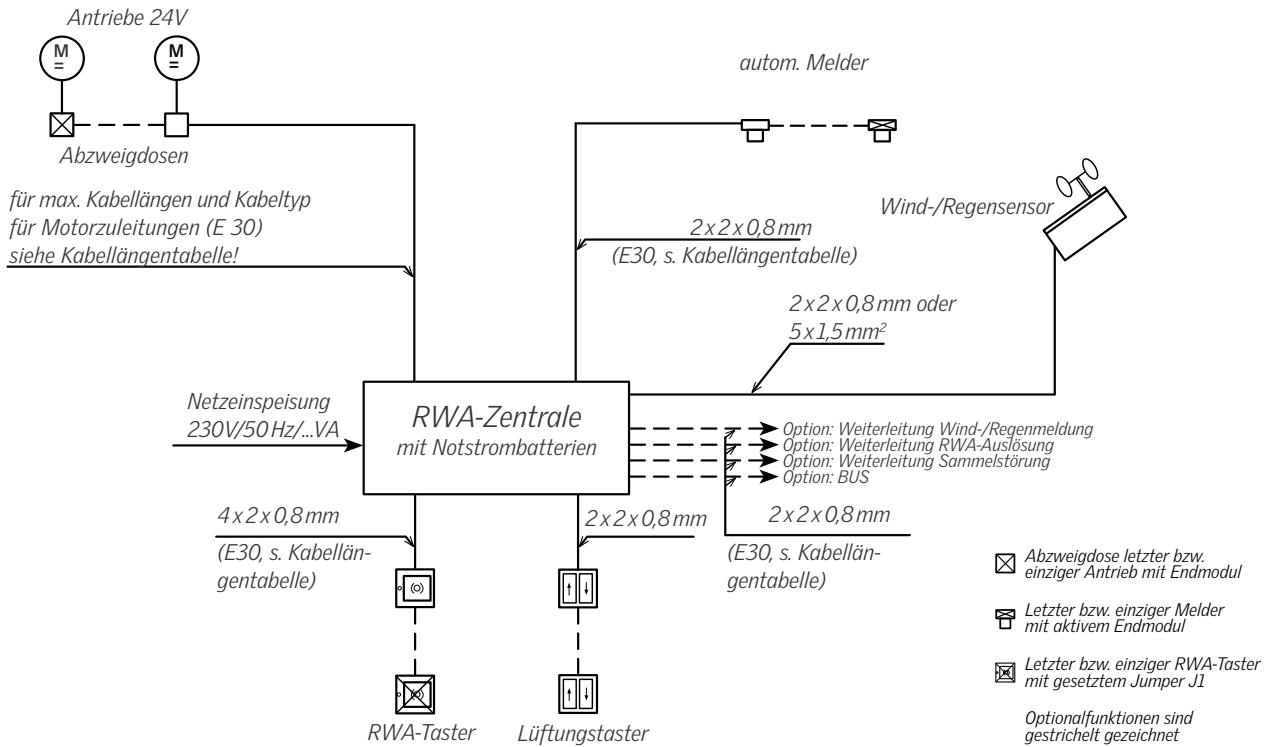 Antriebe 24V
M
=
M
=
Abzweigdosen
autom. Melder
für max. Kabellängen und Kabeltyp
für Motorzuleitungen (E 30)
siehe Kabellängentabelle!
Wind-/Regensensor
2 x 2 x 0,8 mm
(E30, s. Kabellängentabelle)
2 x 2 x 0,8 mm oder
5 x 1,5 mm²
Netzeinspeisung
230V/50 Hz/...VA
RWA-Zentrale
mit Notstrombatterien
Option: Weiterleitung Wind-/Regenmeldung
Option: Weiterleitung RWA-Auslösung
Option: Weiterleitung Sammelstörung
Option: BUS
4 x 2 x 0,8 mm
(E30, s. Kabellän-
gentabelle)
2 x 2 x 0,8 mm
2 x 2 x 0,8 mm
(E30, s. Kabellän-
gentabelle)
RWA-Taster
Lüftungstaster
Abzweigdose letzter bzw.
einziger Antrieb mit Endmodul
Letzter bzw. einziger Melder
mit aktivem Endmodul
Letzter bzw. einziger RWA-Taster
mit gesetztem Jumper J1
Optionalfunktionen sind
gestrichelt gezeichnet